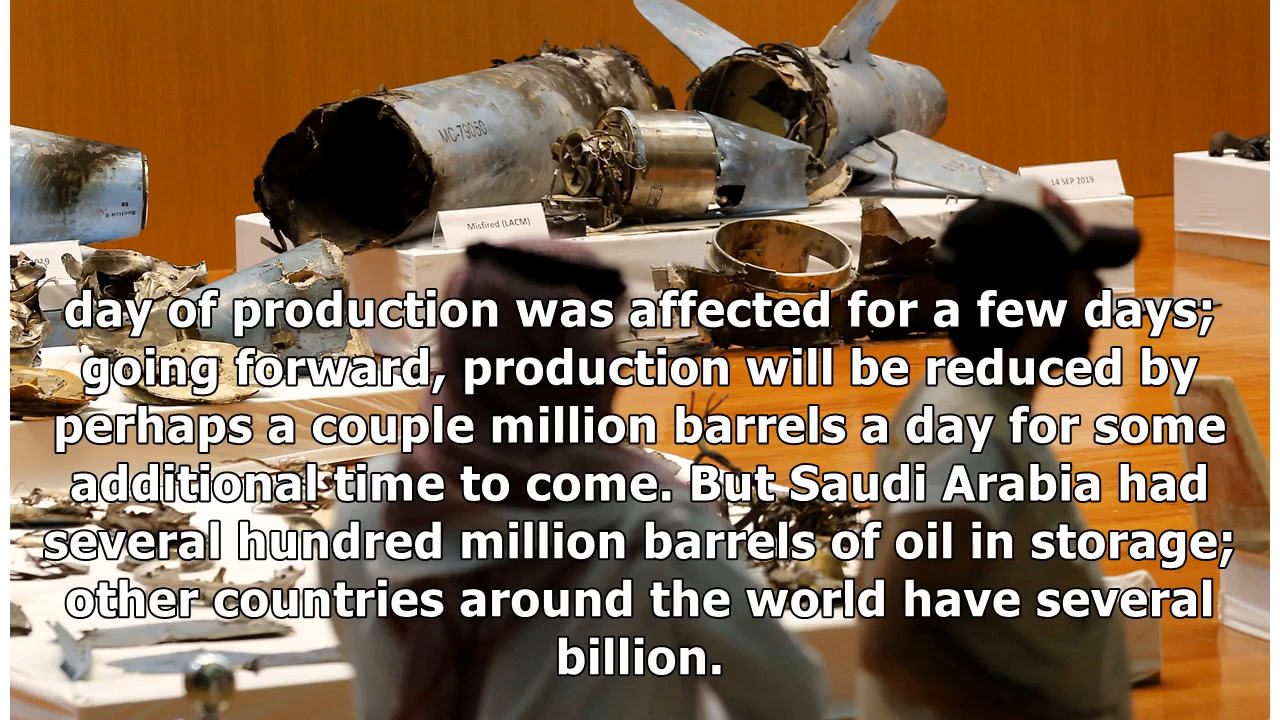 MC-79050
14 SEP 2019
Misfired (LACM)
day of production was affected for a few days;
going forward, production will be reduced by
perhaps a couple million barrels a day for some
additional time to come. But Saudi Arabia had
several hundred million barrels of oil in storage;
other countries around the world have several
billion.